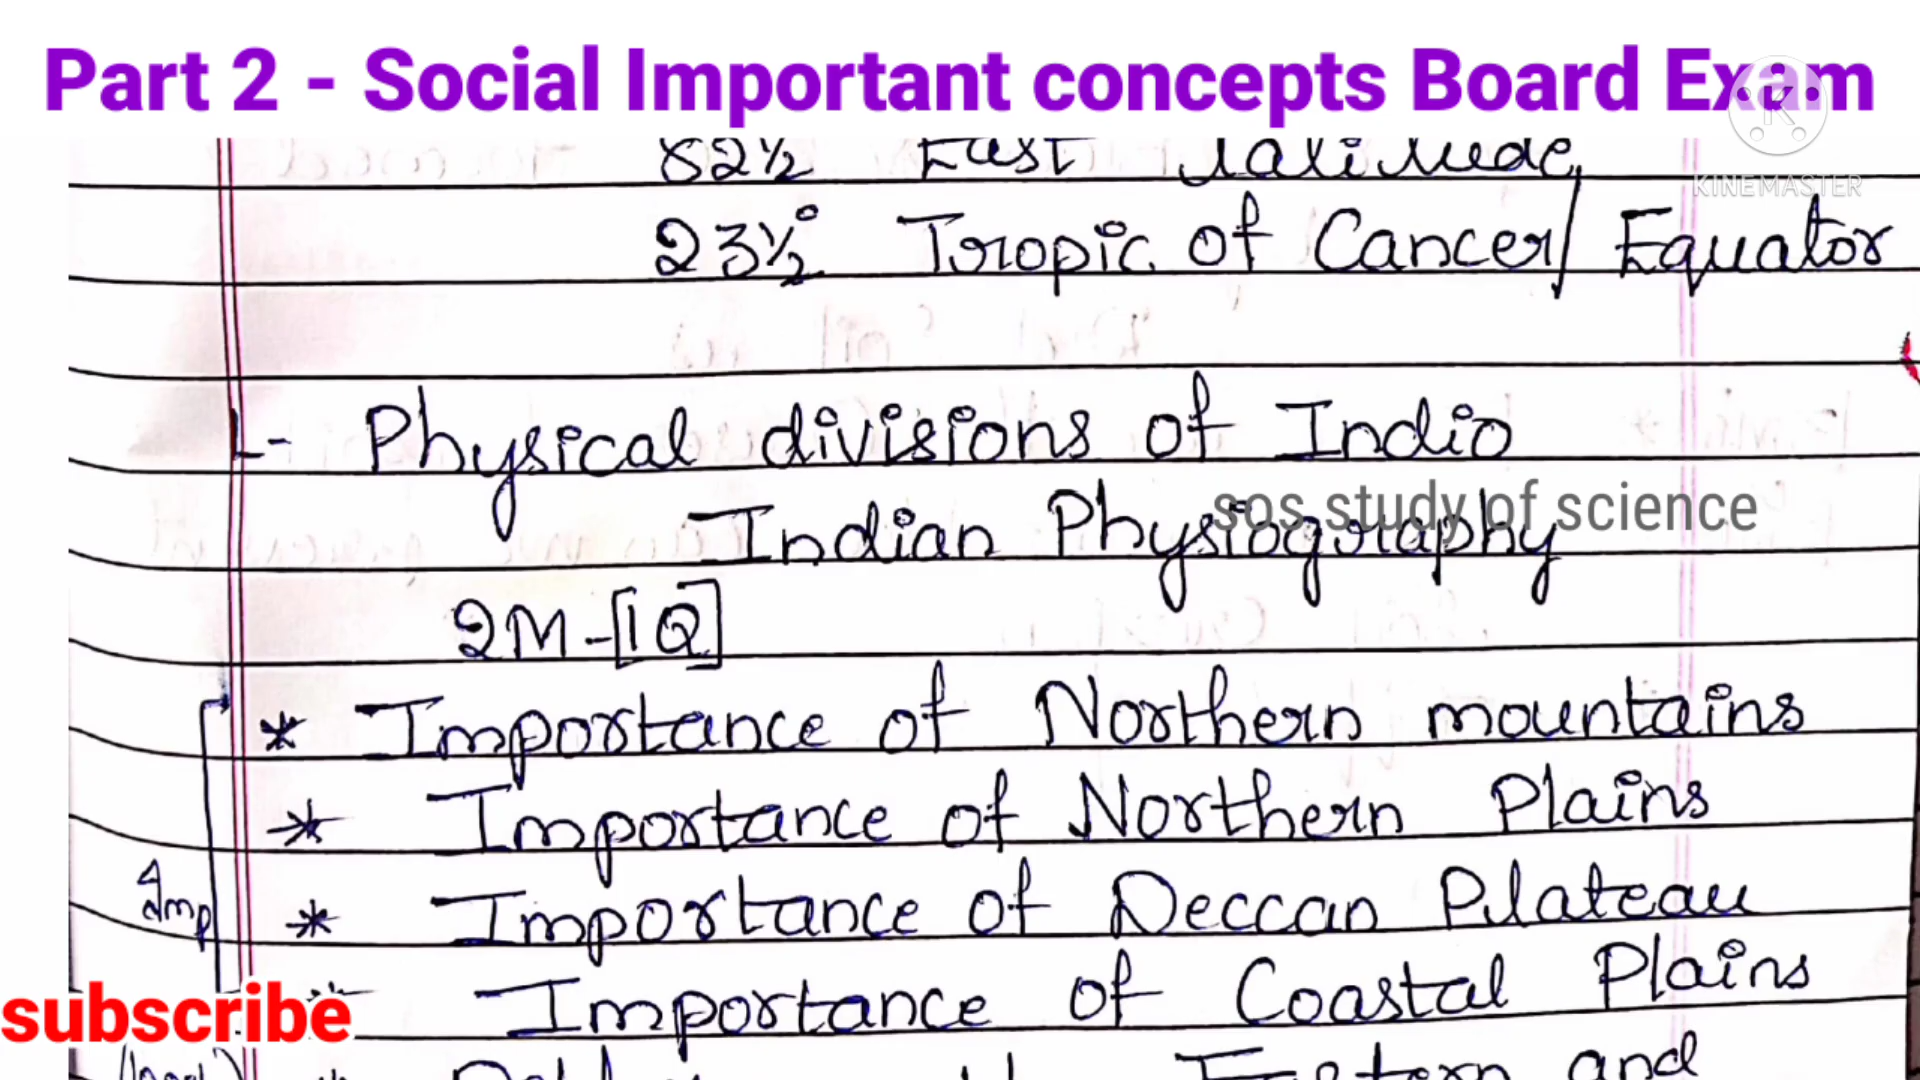 Part 2 - Social Important concepts Board Exam
82½ East latitude
KINEMASTER
23½° Tropic of Cancer/ Equator
1- Physical divisions of India
sos study of science
Indian Physiography
2M-[1Q]
* Importance of Northern mountains
* Importance of Northern Plains
Imp * Importance of Deccan Plateau
* Importance of Coastal Plains
subscribe
Eastern and